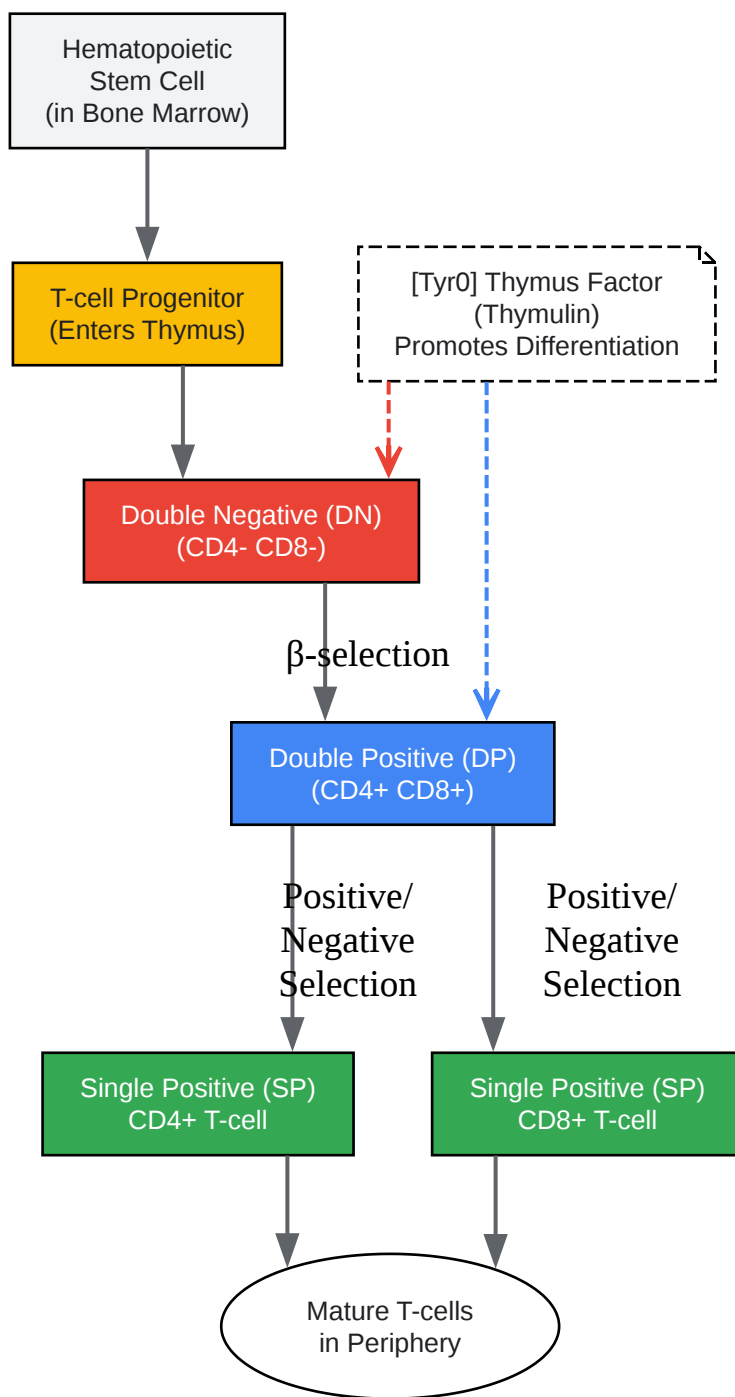 Hematopoietic
Stem Cell
(in Bone Marrow)
T-cell Progenitor
(Enters Thymus)
[Tyr0] Thymus Factor
(Thymulin)
Promotes Differentiation
Double Negative (DN)
(CD4- CD8-)
β-selection
Double Positive (DP)
(CD4+ CD8+)
Positive/
Negative
Selection
Positive/
Negative
Selection
Single Positive (SP)
CD4+ T-cell
Single Positive (SP)
CD8+ T-cell
Mature T-cells
in Periphery